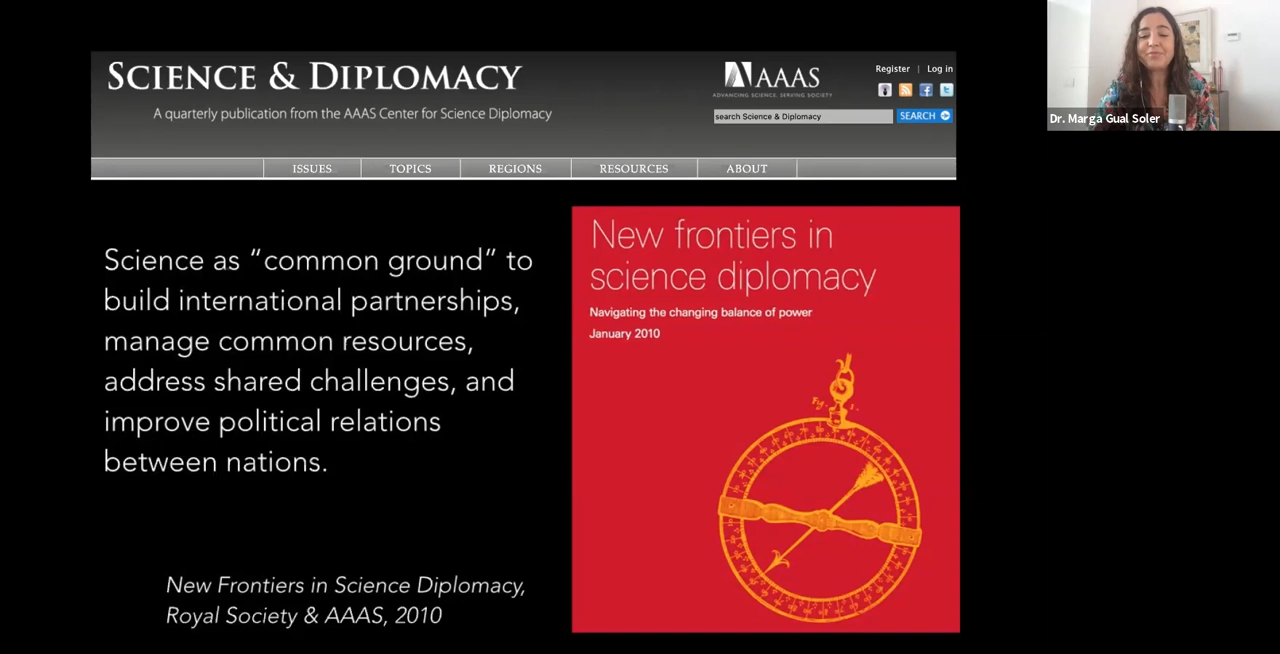 SCIENCE & DIPLOMACY
A quarterly publication from the AAAS Center for Science Diplomacy
AAAS
ADVANCING SCIENCE, SERVING SOCIETY
Register | Log in
search Science & Diplomacy
SEARCH
ISSUES
TOPICS
REGIONS
RESOURCES
ABOUT
Dr. Marga Gual Soler
Science as “common ground” to
build international partnerships,
manage common resources,
address shared challenges, and
improve political relations
between nations.
New Frontiers in Science Diplomacy,
Royal Society & AAAS, 2010
New frontiers in
science diplomacy
Navigating the changing balance of power
January 2010
Fig.